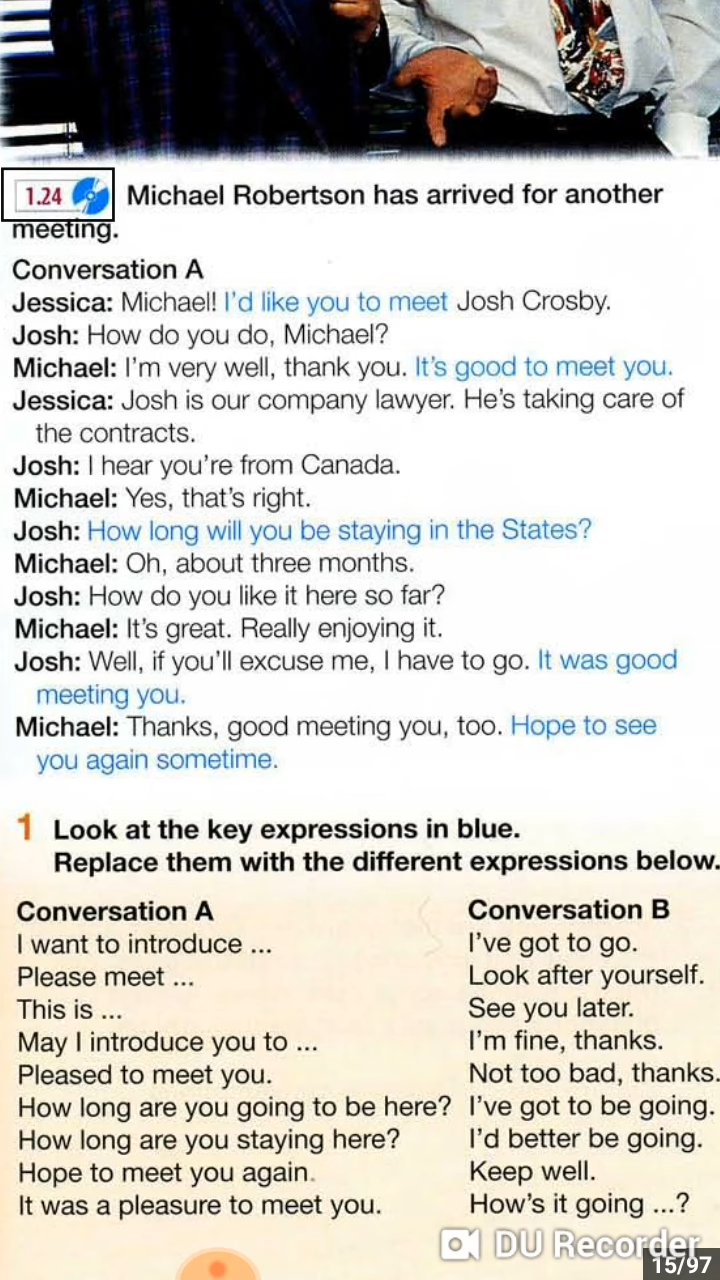 1.24 Michael Robertson has arrived for another
meeting.
Conversation A
Jessica: Michael! I'd like you to meet Josh Crosby.
Josh: How do you do, Michael?
Michael: I'm very well, thank you. It's good to meet you.
Jessica: Josh is our company lawyer. He's taking care of
the contracts.
Josh: I hear you're from Canada.
Michael: Yes, that's right.
Josh: How long will you be staying in the States?
Michael: Oh, about three months.
Josh: How do you like it here so far?
Michael: It's great. Really enjoying it.
Josh: Well, if you'll excuse me, I have to go. It was good
meeting you.
Michael: Thanks, good meeting you, too. Hope to see
you again sometime.
1 Look at the key expressions in blue.
Replace them with the different expressions below.
Conversation A
I want to introduce ...
Please meet ...
This is ...
May I introduce you to ...
Pleased to meet you.
How long are you going to be here?
How long are you staying here?
Hope to meet you again.
It was a pleasure to meet you.
Conversation B
I've got to go.
Look after yourself.
See you later.
I'm fine, thanks.
Not too bad, thanks.
I've got to be going.
I'd better be going.
Keep well.
How's it going ...?
DU Recorder
15/97